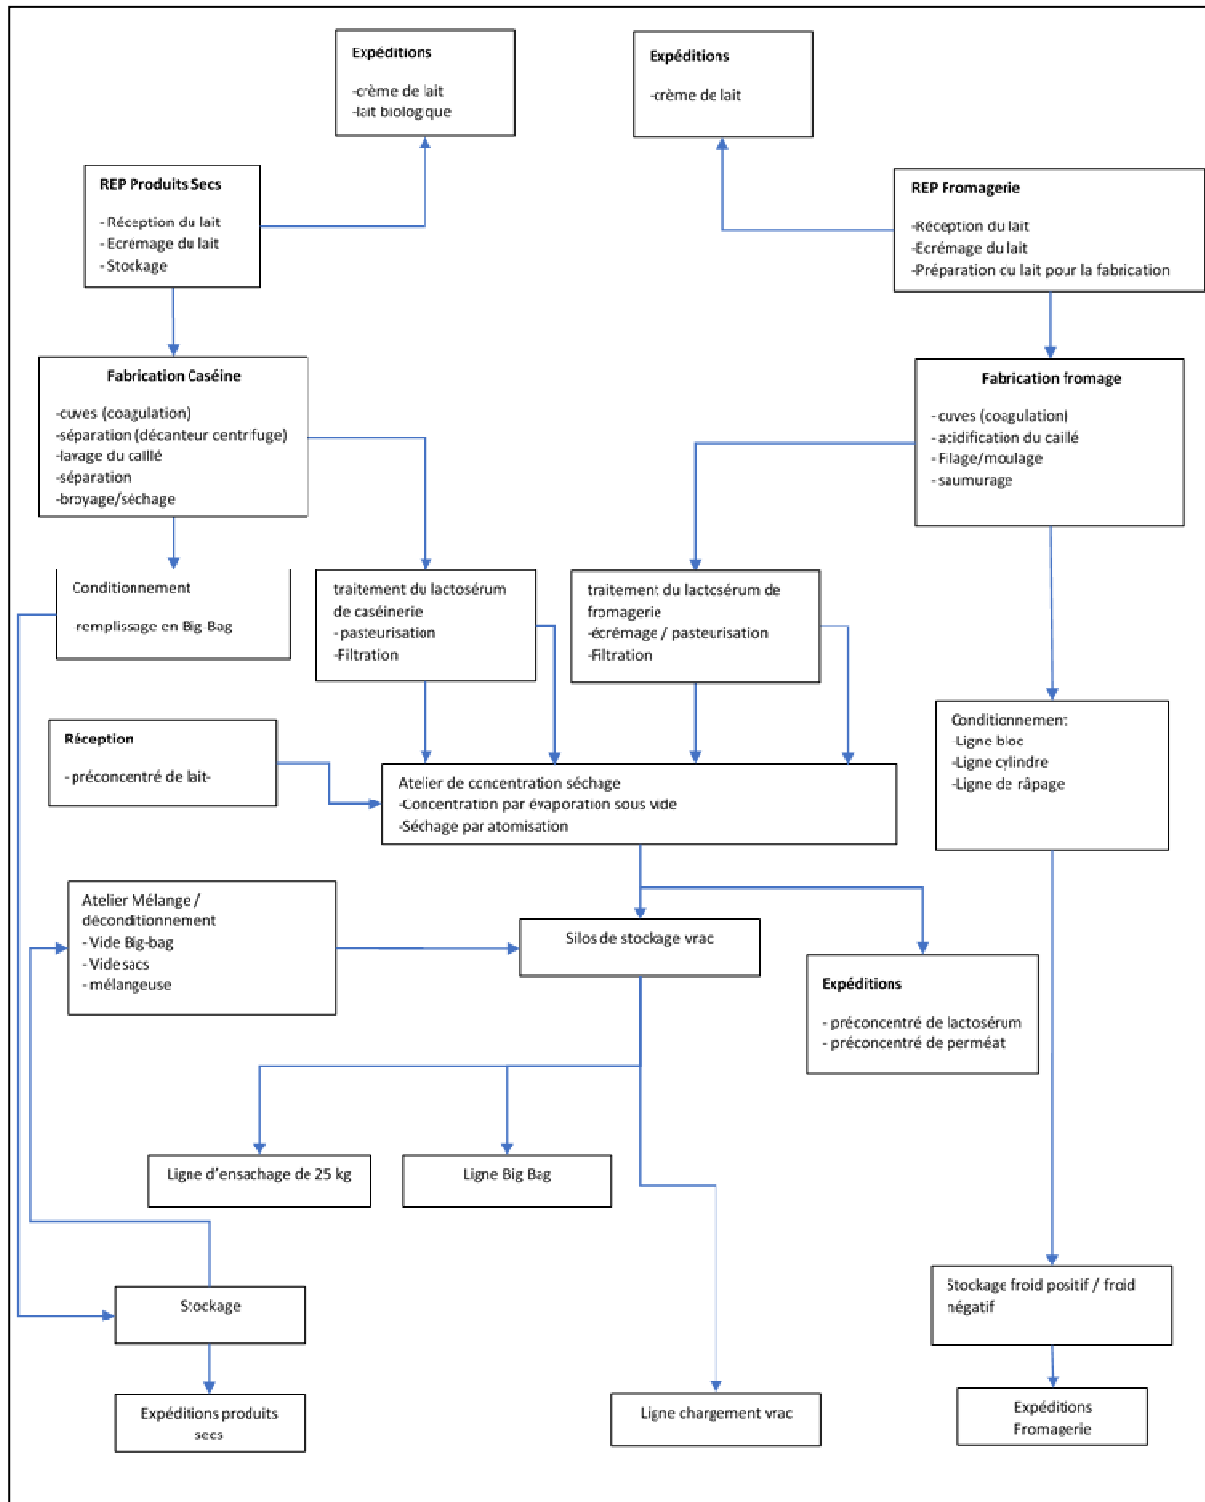 Expéditions
-crème de lait
-lait biologique
Expéditions
-crème de lait
REP Produits Secs
- Réception du lait
- Ecrémage du lait
- Stockage
REP Fromagerie
-Réception du lait
-Ecrémage du lait
-Préparation cu lait pour la fabrication
Fabrication Caséine
-cuves (coagulation)
-séparation (décanteur centrifuge)
-lavage du caillé
-séparation
-broyage/séchage
Fabrication fromage
- cuves (coagulation)
- acidification du caillé
- Filage/moulage
- saumurage
Conditionnement
-remplissage en Big-Bag
traitement du lactosérum
de caséinerie
- pasteurisation
-Filtration
traitement du lactosérum de
fromagerie
-écrémage / pasteurisation
-Filtration
Réception
- préconcentré de lait-
Conditionnement
-Ligne bloc
-Ligne cylindre
-Ligne de râpage
Atelier de concentration séchage
-Concentration par évaporation sous vide
-Séchage par atomisation
Atelier Mélange /
déconditionnement
- Vide Big-bag
- Vide sacs
- mélangeuse
Silos de stockage vrac
Expéditions
- préconcentré de lactosérum
- préconcentré de perméat
Ligne d'ensachage de 25 kg
Ligne Big Bag
Stockage
Stockage froid positif / froid
négatif
Expéditions produits
secs
Ligne chargement vrac
Expéditions
Fromagerie